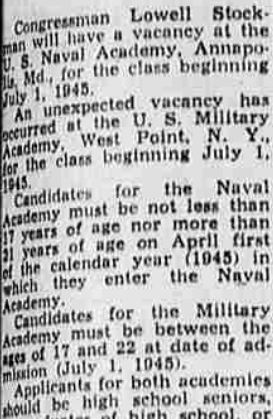 Congressman Lowell Stock-
man will have a vacancy at the
U. S. Naval Academy, Annapo-
lis, Md., for the class beginning
July 1, 1945.
An unexpected vacancy has
occurred at the U. S. Military
Academy, West Point, N. Y.,
for the class beginning July 1,
1945.
Candidates for the Naval
Academy must be not less than
17 years of age nor more than
21 years of age on April first
of the calendar year (1945) in
which they enter the Naval
Academy.
Candidates for the Military
Academy must be between the
ages of 17 and 22 at date of ad-
mission (July 1, 1945).
Applicants for both academies
should be high school seniors,
of high school, or